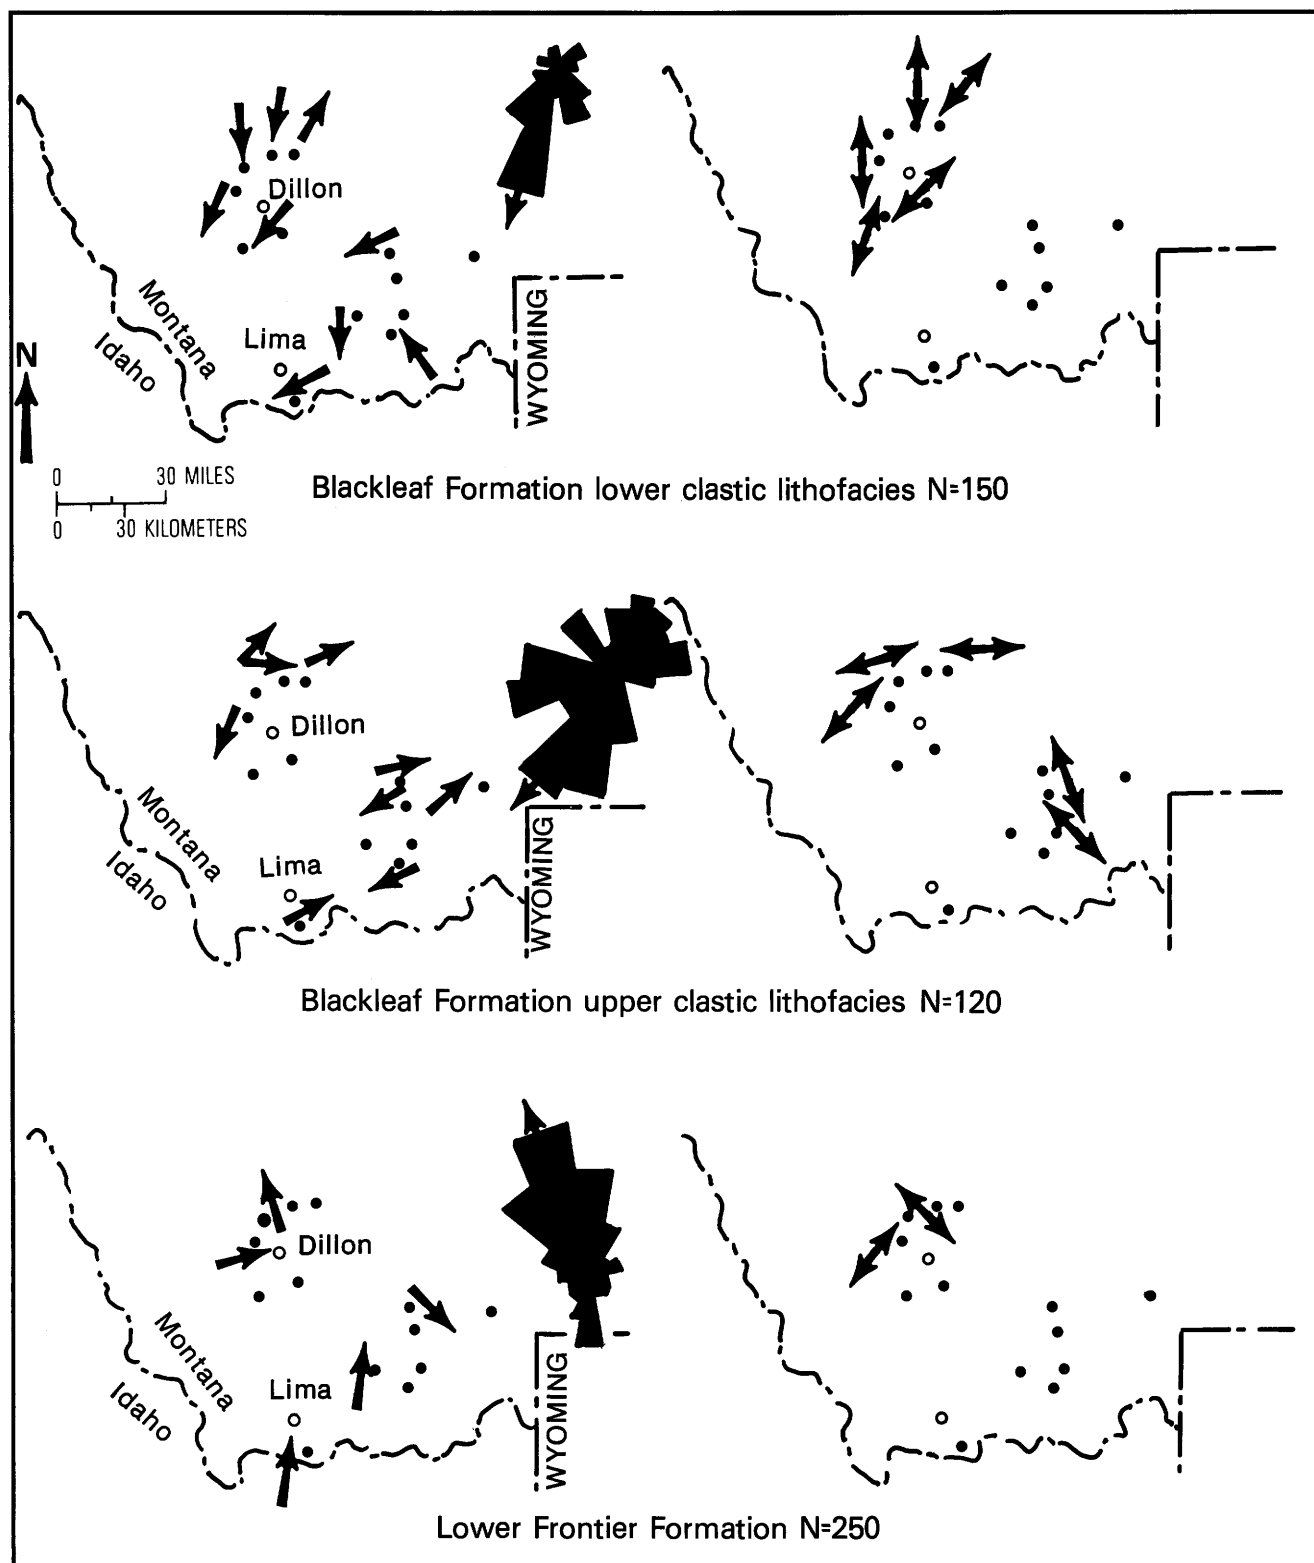 Dillon
Montana
Idaho
Lima
WYOMING
N
0 30 MILES
0 30 KILOMETERS
Blackleaf Formation lower clastic lithofacies N=150
Dillon
Montana
Idaho
Lima
WYOMING
Blackleaf Formation upper clastic lithofacies N=120
Dillon
Montana
Idaho
Lima
WYOMING
Lower Frontier Formation N=250